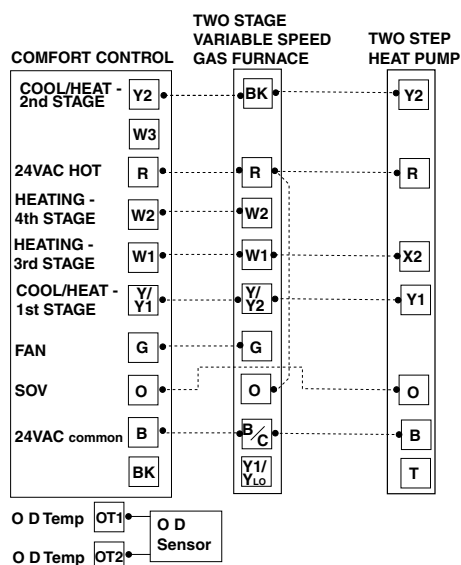 COMFORT CONTROL
TWO STAGE
VARIABLE SPEED
GAS FURNACE
TWO STEP
HEAT PUMP
COOL/HEAT -
2nd STAGE
Y2
BK
Y2
W3
24VAC HOT
R
R
R
HEATING -
4th STAGE
W2
W2
HEATING -
3rd STAGE
W1
W1
X2
COOL/HEAT -
1st STAGE
Y/
Y1
Y/
Y2
Y1
FAN
G
G
SOV
O
O
O
24VAC common
B
B/C
B
BK
Y1/
YLO
T
O D Temp
OT1
O D
Sensor
O D Temp
OT2